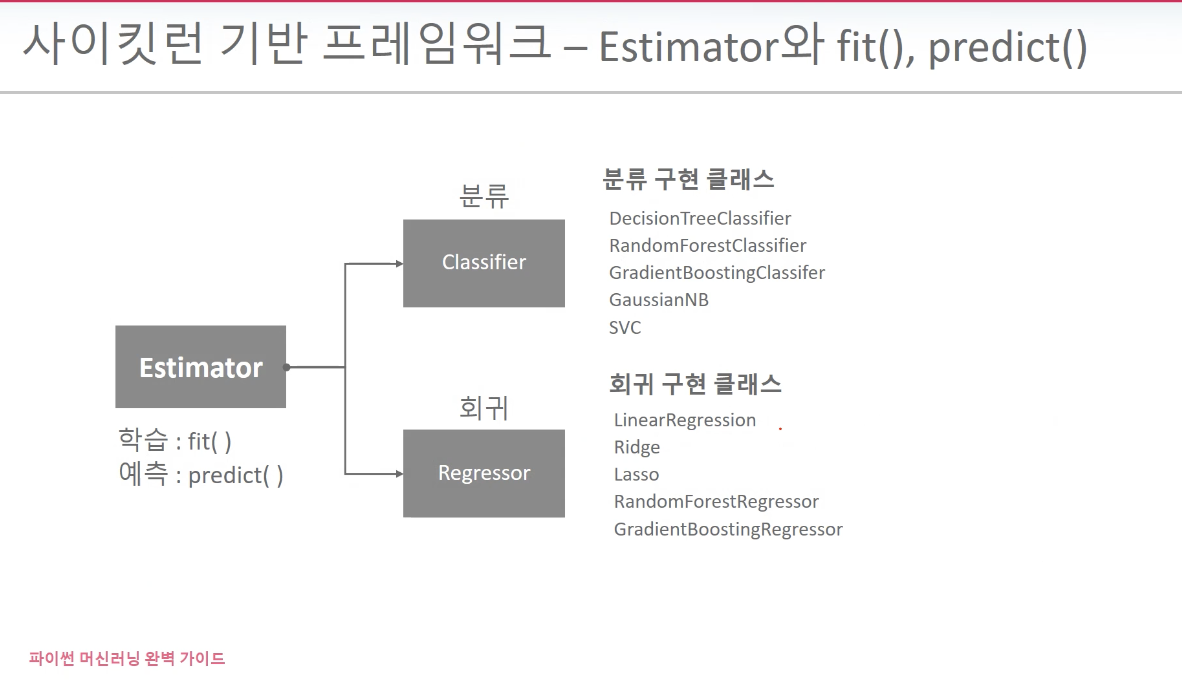 사이킷런 기반 프레임워크 – Estimator와 fit(), predict()
분류
Classifier
Estimator
학습 : fit( )
예측 : predict( )
회귀
Regressor
분류 구현 클래스
DecisionTreeClassifier
RandomForestClassifier
GradientBoostingClassifer
GaussianNB
SVC
회귀 구현 클래스
LinearRegression
Ridge
Lasso
RandomForestRegressor
GradientBoostingRegressor
파이썬 머신러닝 완벽 가이드